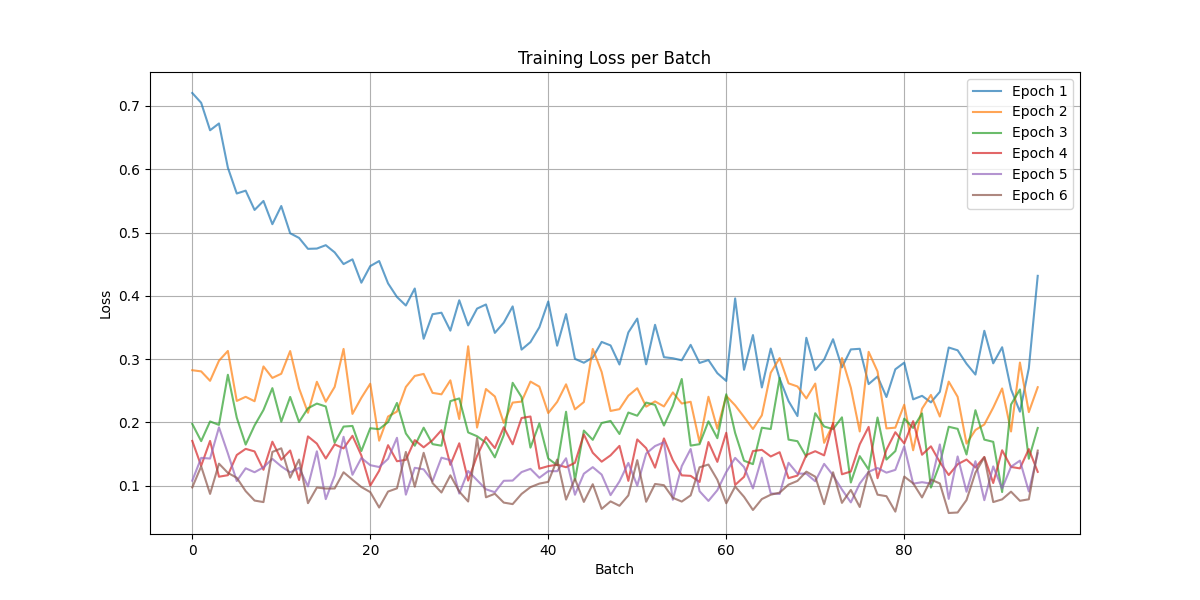 Training Loss per Batch
Epoch 1
Epoch 2
Epoch 3
Epoch 4
Epoch 5
Epoch 6
0.7
0.6
0.5
0.4
0.3
0.2
0.1
Loss
0 20 40 60 80
Batch